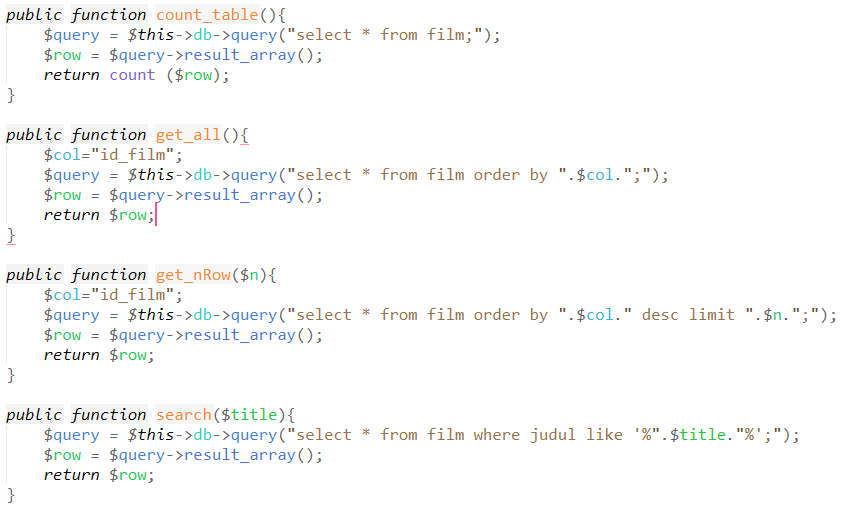 public function count_table(){
    $query = $this->db->query("select * from film;");
    $row = $query->result_array();
    return count ($row);
}
public function get_all(){
    $col="id_film";
    $query = $this->db->query("select * from film order by ".$col.";");
    $row = $query->result_array();
    return $row;
}
public function get_nRow($n){
    $col="id_film";
    $query = $this->db->query("select * from film order by ".$col." desc limit ".$n.";");
    $row = $query->result_array();
    return $row;
}
public function search($title){
    $query = $this->db->query("select * from film where judul like '%".$title."%';");
    $row = $query->result_array();
    return $row;
}